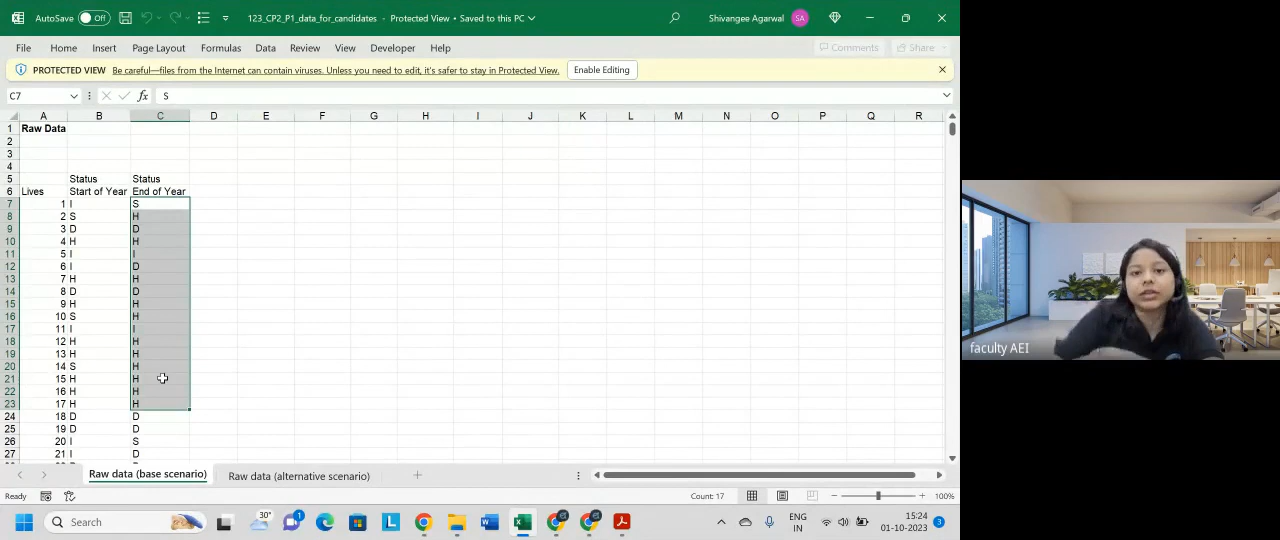 AutoSave Off 123_CP2_P1_data_for_candidates - Protected View • Saved to this PC Shivangee Agarwal SA
File Home Insert Page Layout Formulas Data Review View Developer Help Comments Share
PROTECTED VIEW Be careful—files from the Internet can contain viruses. Unless you need to edit, it's safer to stay in Protected View. Enable Editing
C7 fx S
A B C D E F G H I J K L M N O P Q R
1 Raw Data
2
3
4
5 Status Status
6 Lives Start of Year End of Year
7 1 I S
8 2 S H
9 3 D D
10 4 H H
11 5 I I
12 6 I D
13 7 H H
14 8 D D
15 9 H H
16 10 S H
17 11 I I
18 12 H H
19 13 H H
20 14 S H
21 15 H H
22 16 H H
23 17 H H
24 18 D D
25 19 D D
26 20 I S
27 21 I D
Raw data (base scenario) Raw data (alternative scenario)
Ready Count: 17 100%
Search 30° 1 L ENG IN 15:24 01-10-2023 3
faculty AEI